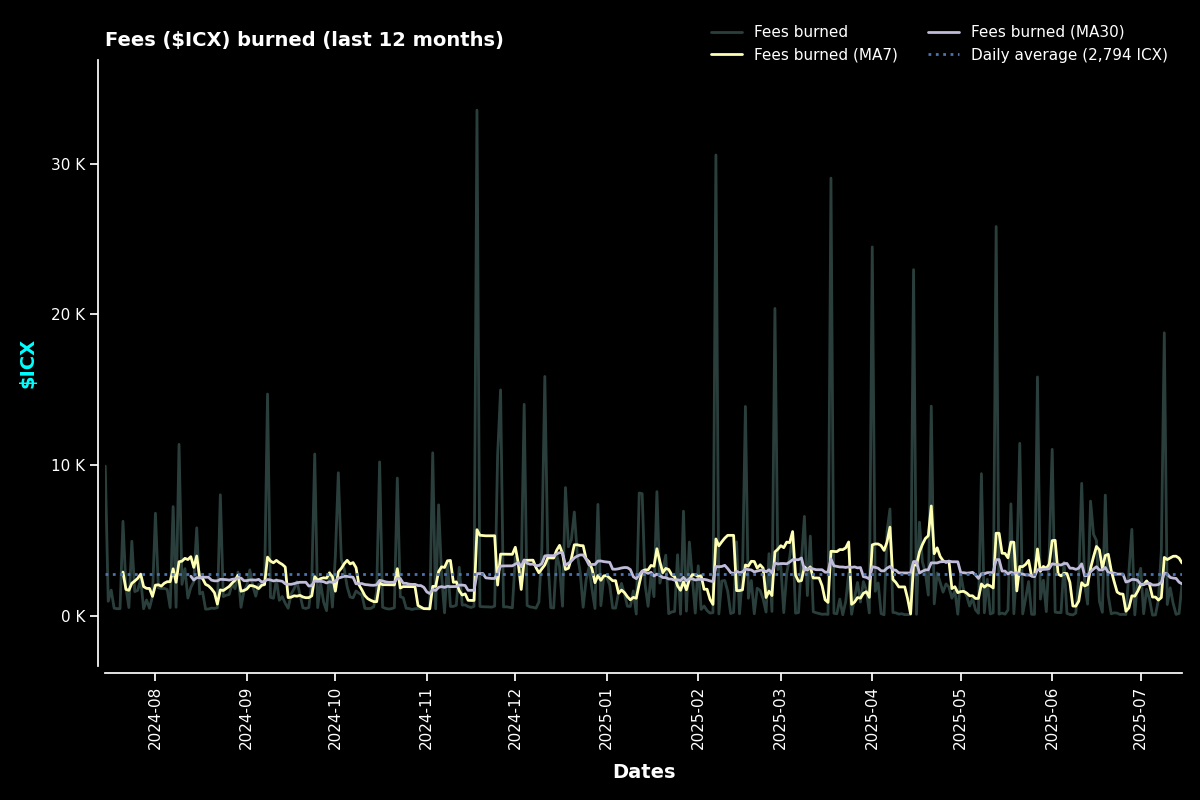 Fees ($ICX) burned (last 12 months)
Fees burned
Fees burned (MA7)
Fees burned (MA30)
Daily average (2,794 ICX)
$ICX
30 K
20 K
10 K
0 K
2024-08
2024-09
2024-10
2024-11
2024-12
2025-01
2025-02
2025-03
2025-04
2025-05
2025-06
2025-07
Dates